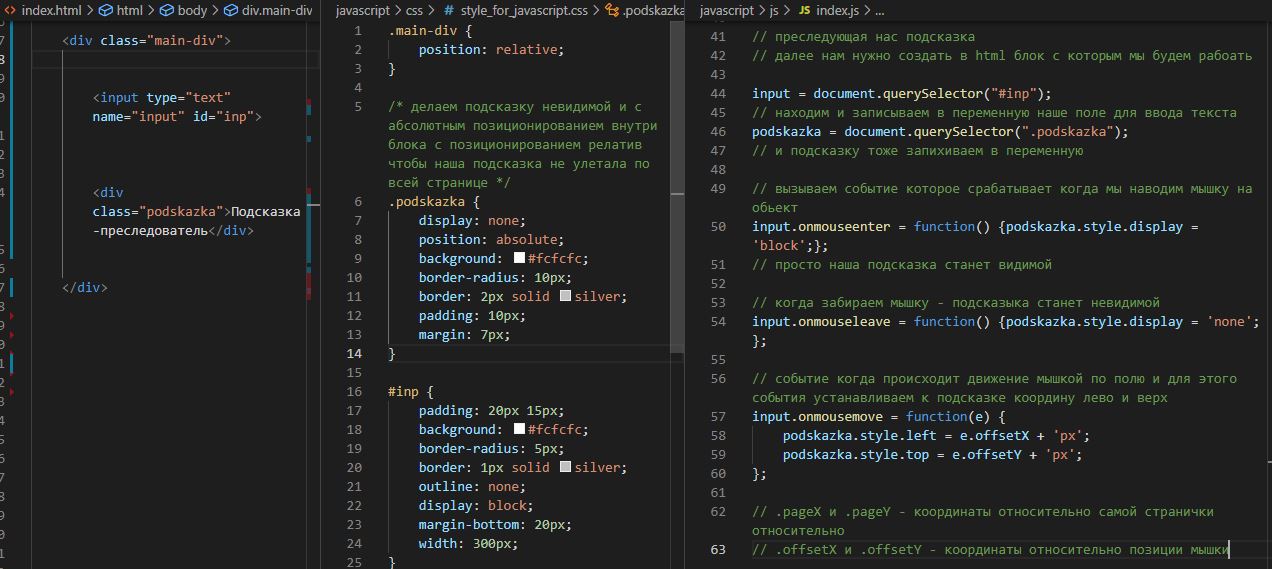 index.html > html > body > div.main-div
<div class="main-div">
<input type="text"
name="input" id="inp">
<div
class="podskazka">Подсказка
-преследователь</div>
</div>
javascript > css > # style_for_javascript.css > .podskazka
1 .main-div {
2 position: relative;
3 }
4
5 /* делаем подсказку невидимой и с
абсолютным позиционированием внутри
блока с позиционированием релатив
чтобы наша подсказка не улетала по
всей странице */
6 .podskazka {
7 display: none;
8 position: absolute;
9 background: #fcfcfc;
10 border-radius: 10px;
11 border: 2px solid silver;
12 padding: 10px;
13 margin: 7px;
14 }
15
16 #inp {
17 padding: 20px 15px;
18 background: #fcfcfc;
19 border-radius: 5px;
20 border: 1px solid silver;
21 outline: none;
22 display: block;
23 margin-bottom: 20px;
24 width: 300px;
25 }
javascript > js > JS index.js > ...
41 // преследующая нас подсказка
42 // далее нам нужно создать в html блок с которым мы будем рабоать
43
44 input = document.querySelector("#inp");
45 // находим и записываем в переменную наше поле для ввода текста
46 podskazka = document.querySelector(".podskazka");
47 // и подсказку тоже запихиваем в переменную
48
49 // вызываем событие которое срабатывает когда мы наводим мышку на
обьект
50 input.onmouseenter = function() {podskazka.style.display =
'block';};
51 // просто наша подсказка станет видимой
52
53 // когда забираем мышку - подсказыка станет невидимой
54 input.onmouseleave = function() {podskazka.style.display = 'none';
};
55
56 // событие когда происходит движение мышкой по полю и для этого
события устанавливаем к подсказке координу лево и верх
57 input.onmousemove = function(e) {
58 podskazka.style.left = e.offsetX + 'px';
59 podskazka.style.top = e.offsetY + 'px';
60 };
61
62 // .pageX и .pageY - координаты относительно самой странички
относительно
63 // .offsetX и .offsetY - координаты относительно позиции мышки